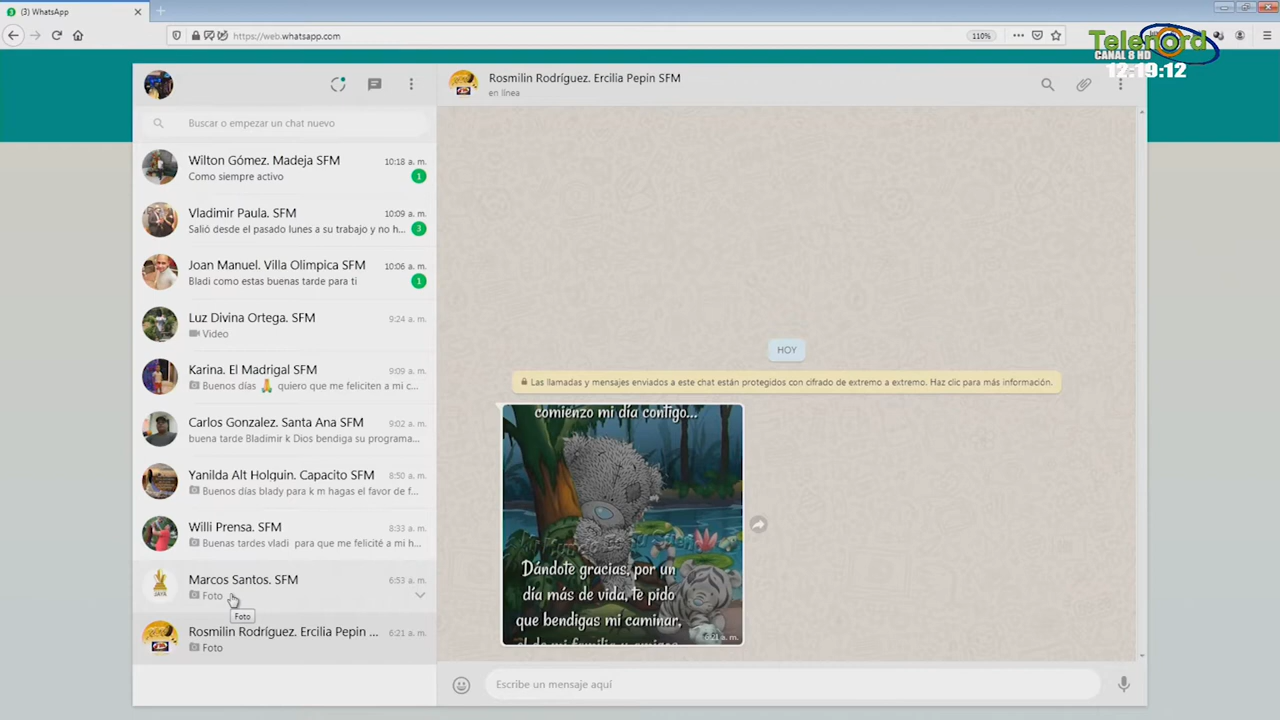 (3) WhatsApp
https://web.whatsapp.com
110%
Telenord
CANAL 8 HD
12:19:12
Rosmilin Rodríguez. Ercilia Pepin SFM
en línea
Buscar o empezar un chat nuevo
Wilton Gómez. Madeja SFM
10:18 a. m.
Como siempre activo
1
Vladimir Paula. SFM
10:09 a. m.
Salió desde el pasado lunes a su trabajo y no h...
3
Joan Manuel. Villa Olimpica SFM
10:06 a. m.
Bladi como estas buenas tarde para ti
1
Luz Divina Ortega. SFM
9:24 a. m.
Video
Karina. El Madrigal SFM
9:09 a. m.
Buenos días 🙏 quiero que me feliciten a mi c...
Carlos Gonzalez. Santa Ana SFM
9:02 a. m.
buena tarde Bladimir k Dios bendiga su programa...
Yanilda Alt Holguin. Capacito SFM
8:50 a. m.
Buenos días blady para k m hagas el favor de f...
Willi Prensa. SFM
8:33 a. m.
Buenas tardes vladi para que me felicité a mi h...
Marcos Santos. SFM
6:53 a. m.
Foto
Foto
Rosmilin Rodríguez. Ercilia Pepin ...
6:21 a. m.
Foto
HOY
Las llamadas y mensajes enviados a este chat están protegidos con cifrado de extremo a extremo. Haz clic para más información.
comienzo mi día contigo...
Dándote gracias, por un
día más de vida, te pido
que bendigas mi caminar,
el de mi familia y amigos
6:21 a. m.
Escribe un mensaje aquí